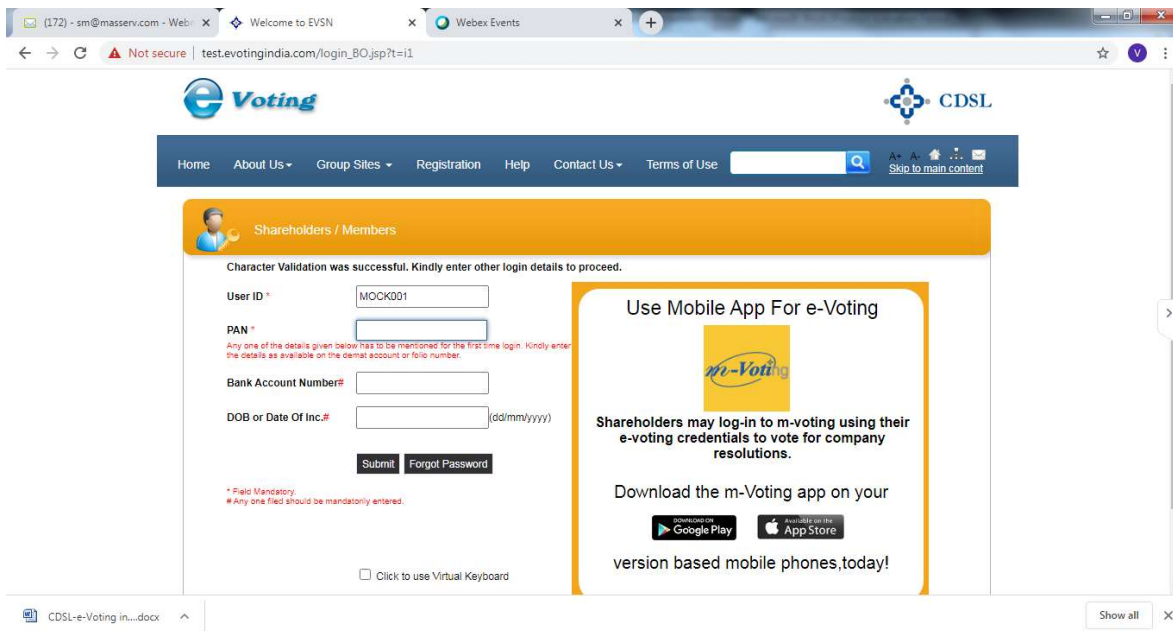 (172) - sm@masserv.com - Web
Welcome to EVSN
Webex Events
Not secure | test.evotingindia.com/login_BO.jsp?t=i1
V
e Voting
CDSL
Home About Us Group Sites Registration Help Contact Us Terms of Use
A+ A-
Skip to main content
Shareholders / Members
Character Validation was successful. Kindly enter other login details to proceed.
User ID * MOCK001
PAN *
Any one of the details given below has to be mentioned for the first time login. Kindly enter
the details as available on the demat account or folio number.
Bank Account Number#
DOB or Date Of Inc.# (dd/mm/yyyy)
Submit Forgot Password
* Field Mandatory.
# Any one filed should be mandatorily entered.
Click to use Virtual Keyboard
Use Mobile App For e-Voting
m-Voting
Shareholders may log-in to m-voting using their
e-voting credentials to vote for company
resolutions.
Download the m-Voting app on your
DOWNLOAD ON
Google Play
Available on the
App Store
version based mobile phones,today!
CDSL-e-Voting in....docx
Show all